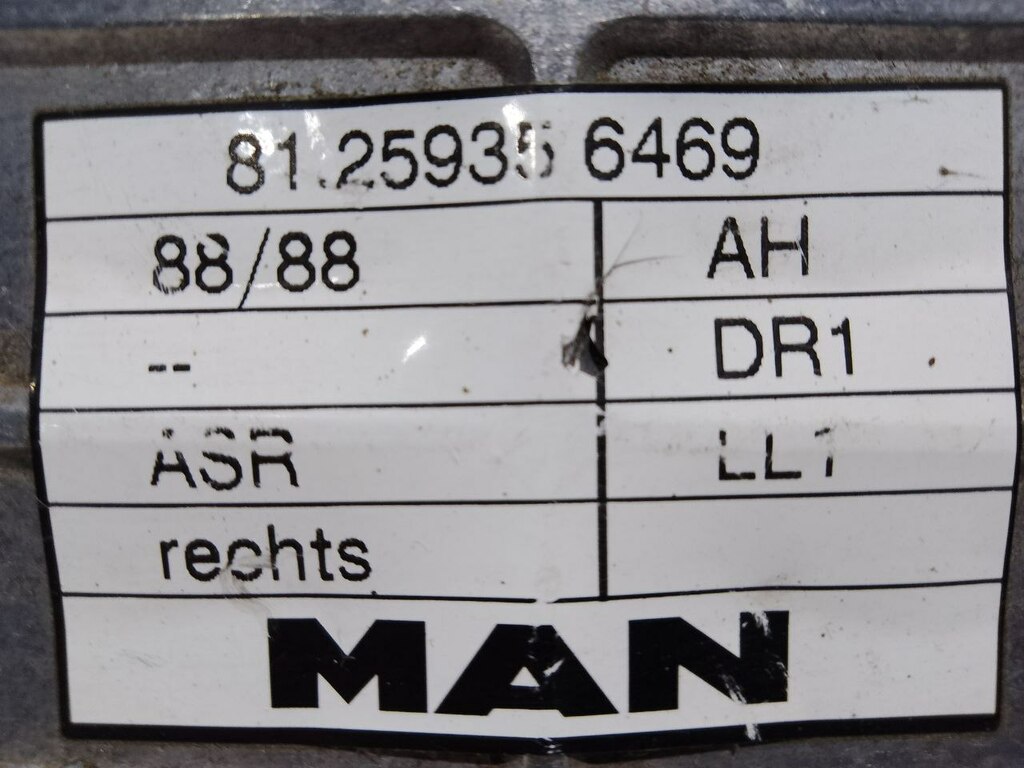 81.25935 6469
88/88 AH
-- DR1
ASR LL1
rechts
MAN